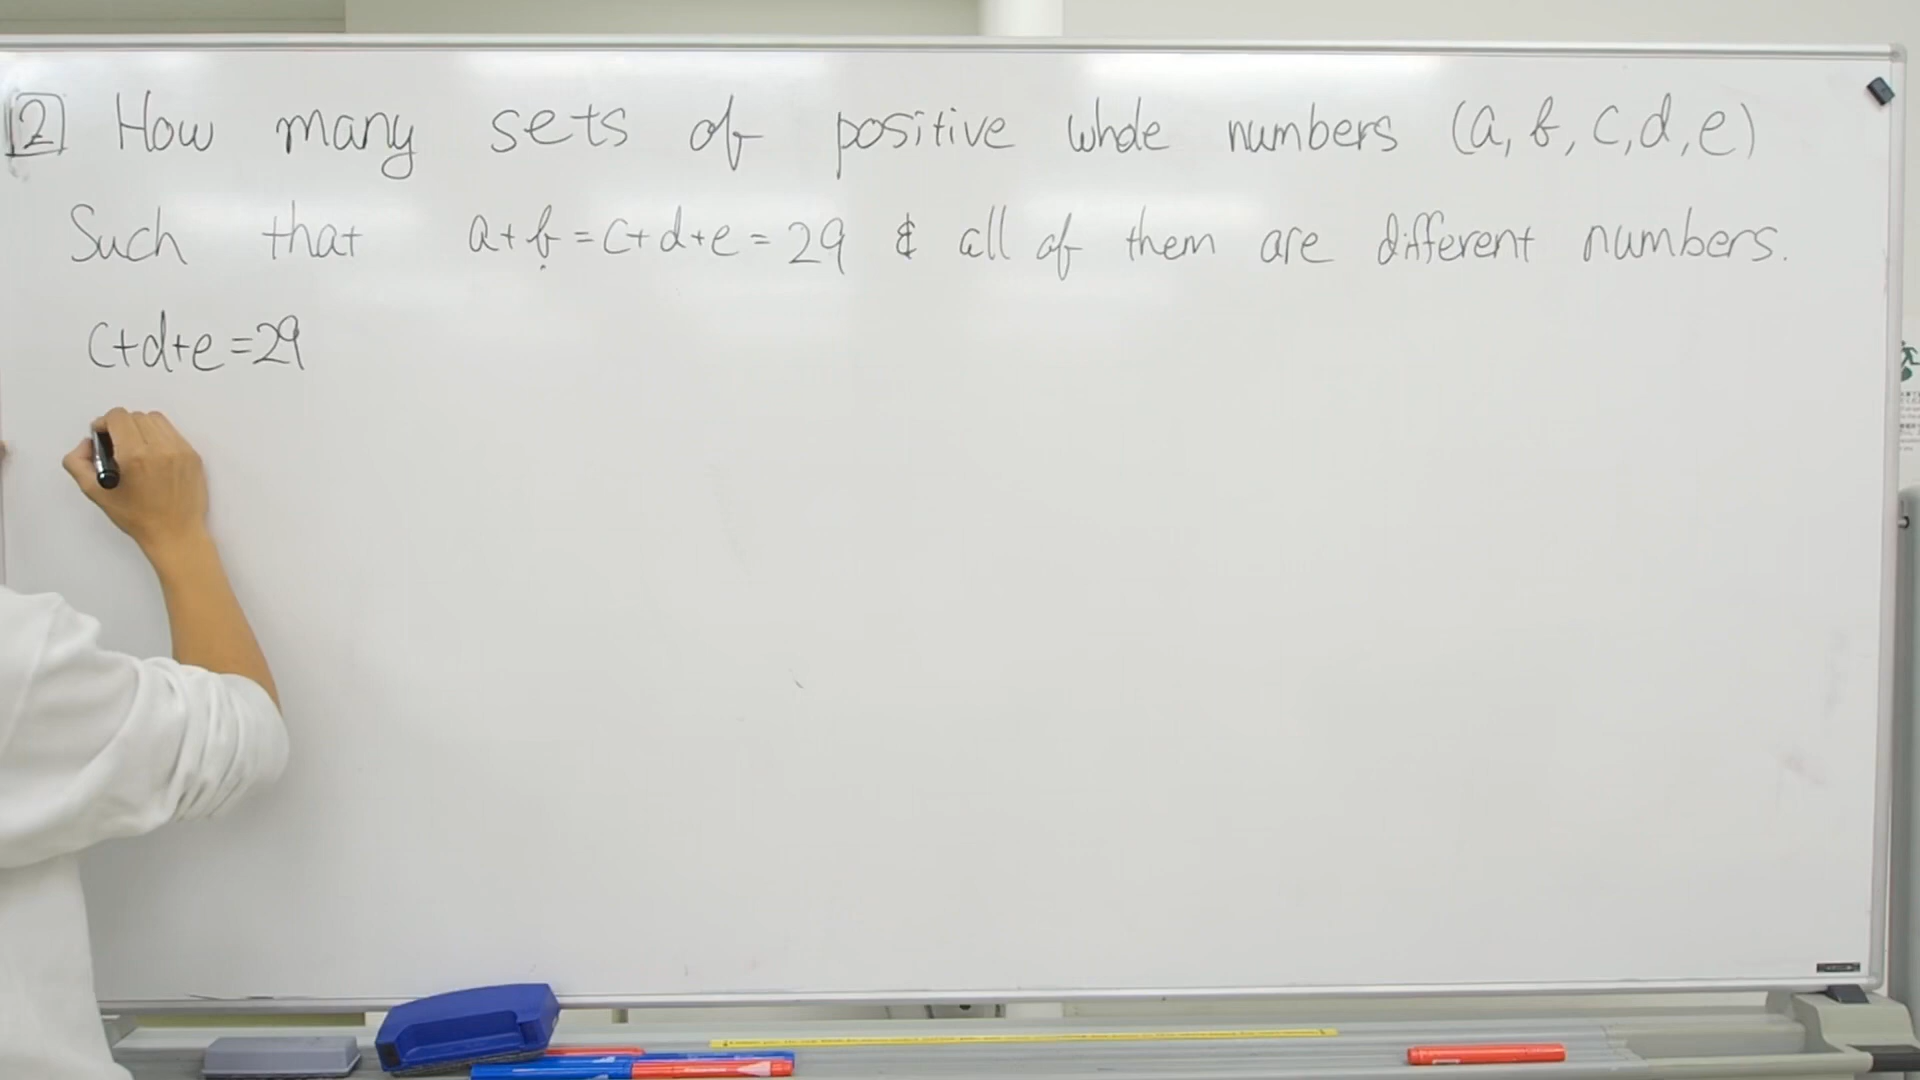 2 How many sets of positive whole numbers (a, b, c, d, e)
Such that a+b=c+d+e=29 & all of them are different numbers.
c+d+e=29